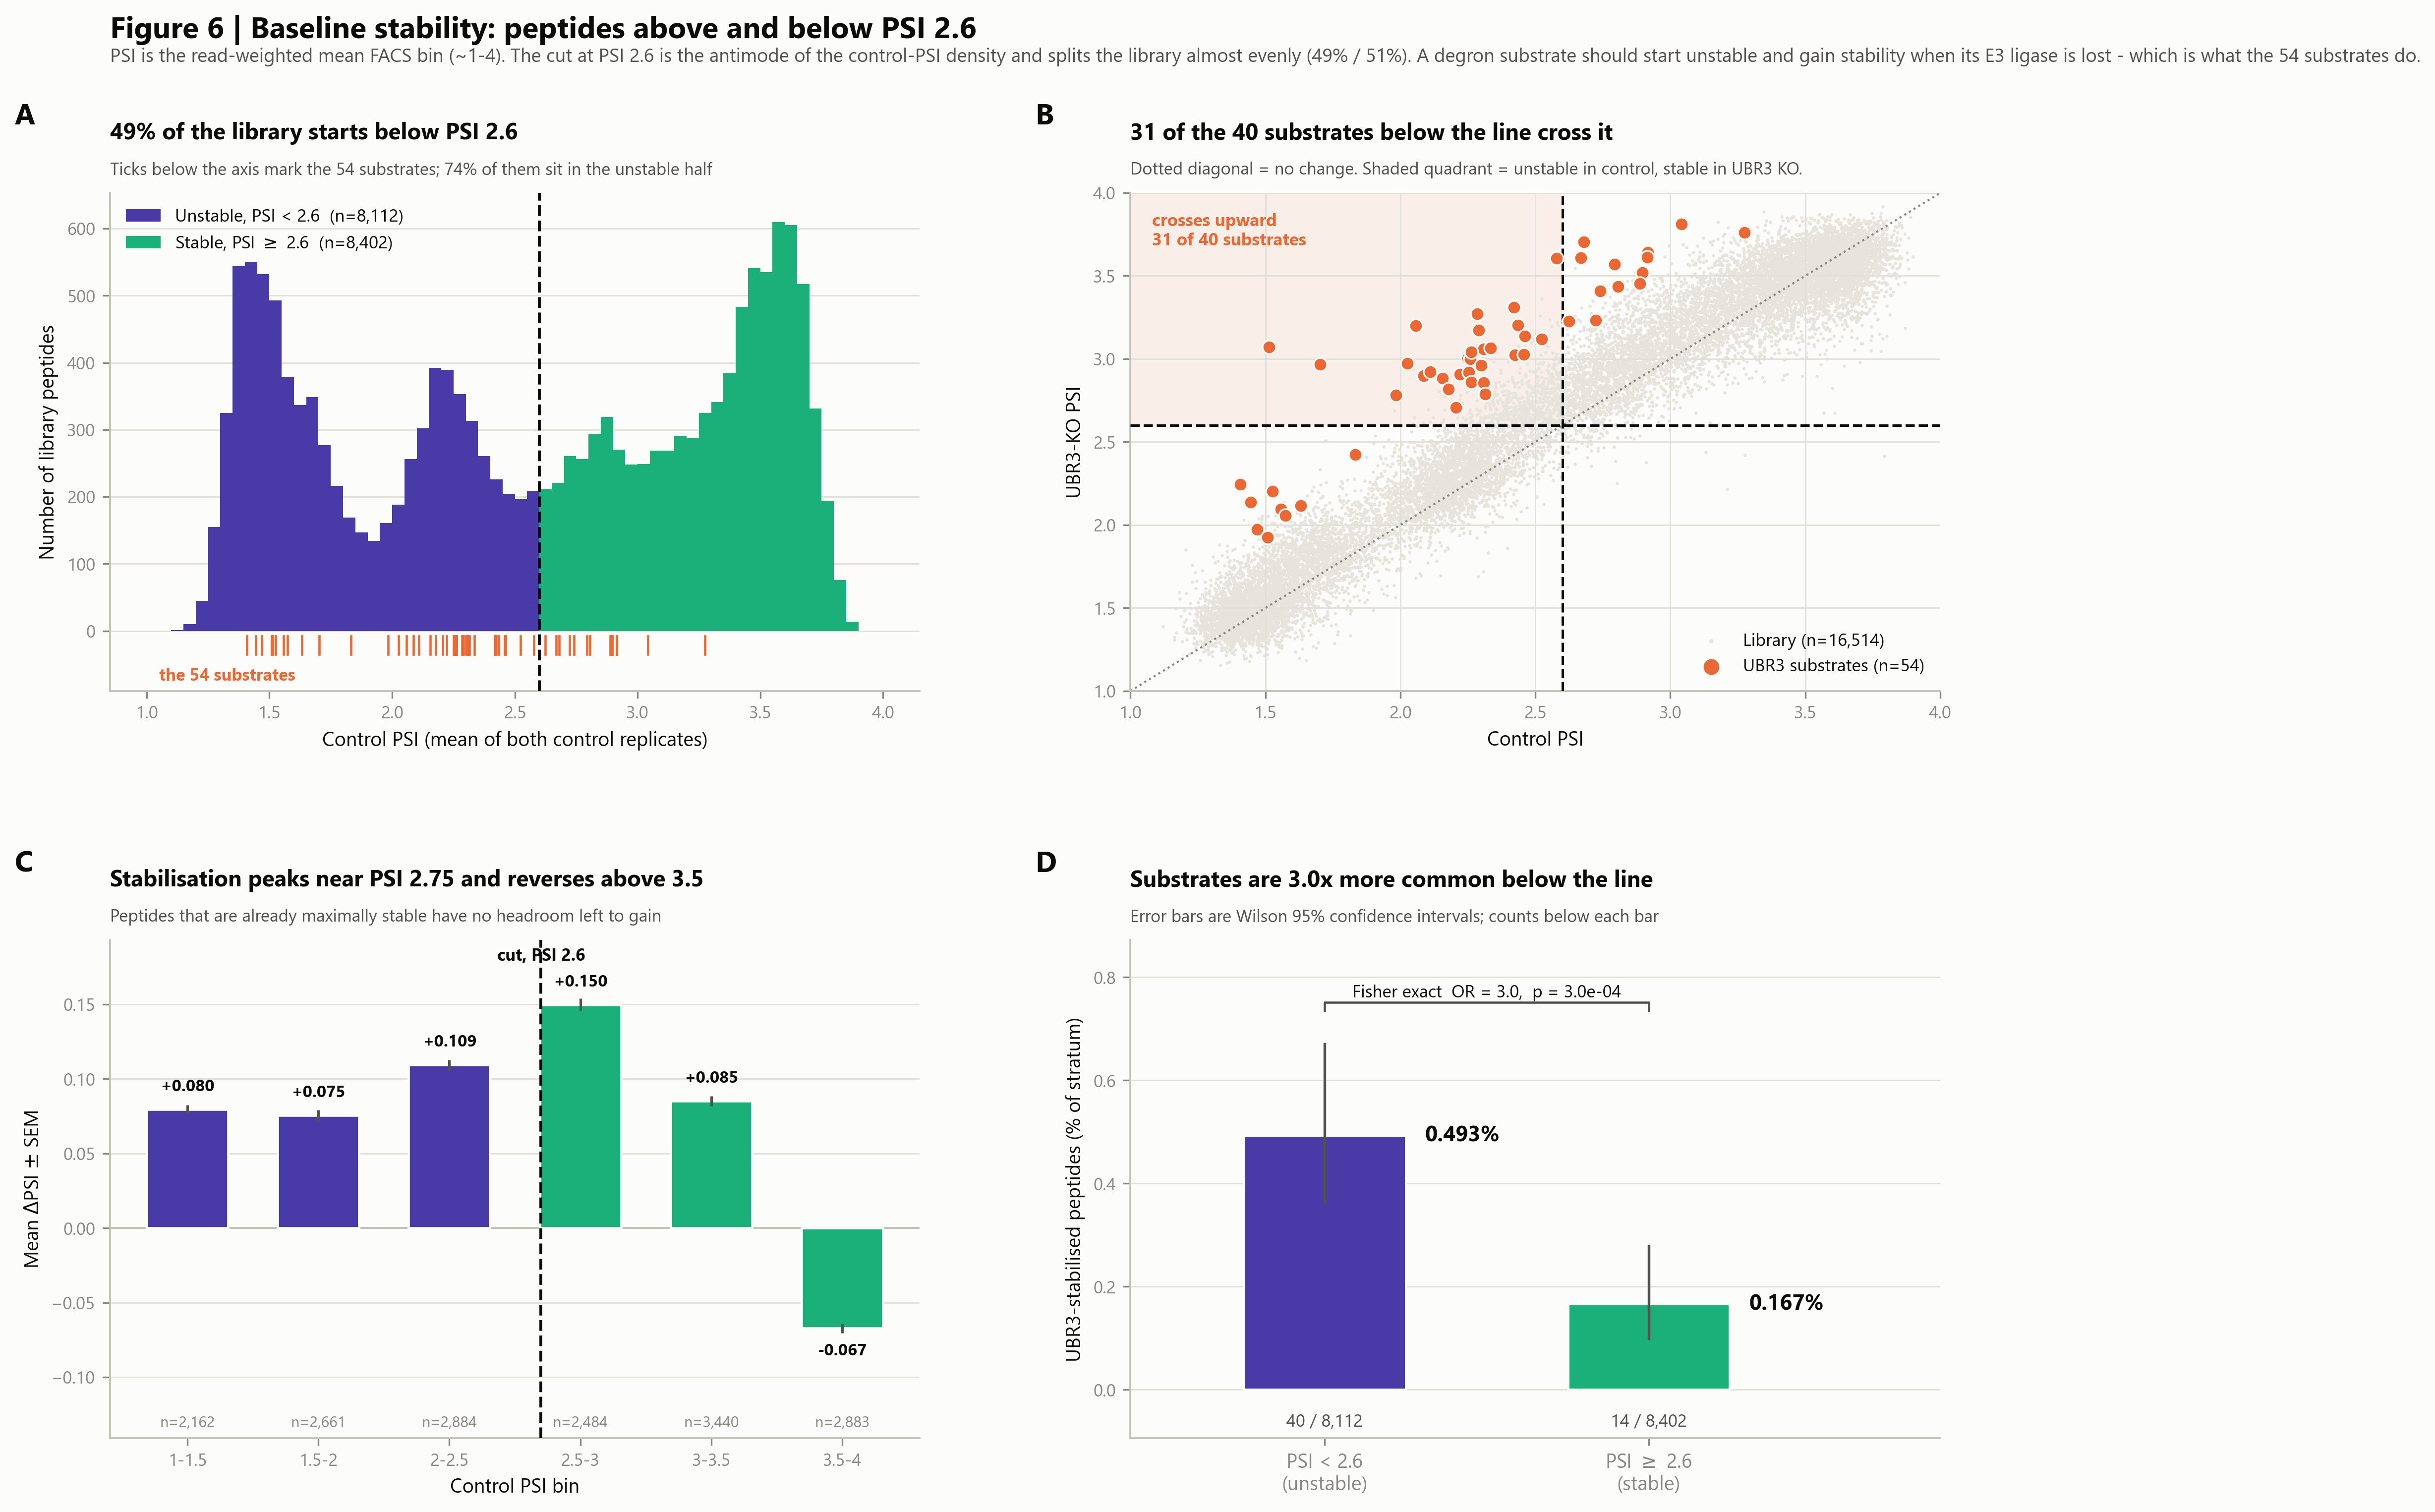 Figure 6 | Baseline stability: peptides above and below PSI 2.6
PSI is the read-weighted mean FACS bin (~1-4). The cut at PSI 2.6 is the antimode of the control-PSI density and splits the library almost evenly (49% / 51%). A degron substrate should start unstable and gain stability when its E3 ligase is lost - which is what the 54 substrates do.
A
49% of the library starts below PSI 2.6
Ticks below the axis mark the 54 substrates; 74% of them sit in the unstable half
Unstable, PSI < 2.6 (n=8,112)
Stable, PSI ≥ 2.6 (n=8,402)
Number of library peptides
600
500
400
300
200
100
0
the 54 substrates
1.0 1.5 2.0 2.5 3.0 3.5 4.0
Control PSI (mean of both control replicates)
B
31 of the 40 substrates below the line cross it
Dotted diagonal = no change. Shaded quadrant = unstable in control, stable in UBR3 KO.
crosses upward
31 of 40 substrates
UBR3-KO PSI
4.0
3.5
3.0
2.5
2.0
1.5
1.0
Library (n=16,514)
UBR3 substrates (n=54)
1.0 1.5 2.0 2.5 3.0 3.5 4.0
Control PSI
C
Stabilisation peaks near PSI 2.75 and reverses above 3.5
Peptides that are already maximally stable have no headroom left to gain
cut, PSI 2.6
Mean ΔPSI ± SEM
0.15
0.10
0.05
0.00
−0.05
−0.10
+0.080
+0.075
+0.109
+0.150
+0.085
-0.067
n=2,162 n=2,661 n=2,884 n=2,484 n=3,440 n=2,883
1-1.5 1.5-2 2-2.5 2.5-3 3-3.5 3.5-4
Control PSI bin
D
Substrates are 3.0x more common below the line
Error bars are Wilson 95% confidence intervals; counts below each bar
UBR3-stabilised peptides (% of stratum)
0.8
0.6
0.4
0.2
0.0
Fisher exact OR = 3.0, p = 3.0e-04
0.493%
0.167%
40 / 8,112 14 / 8,402
PSI < 2.6 PSI ≥ 2.6
(unstable) (stable)